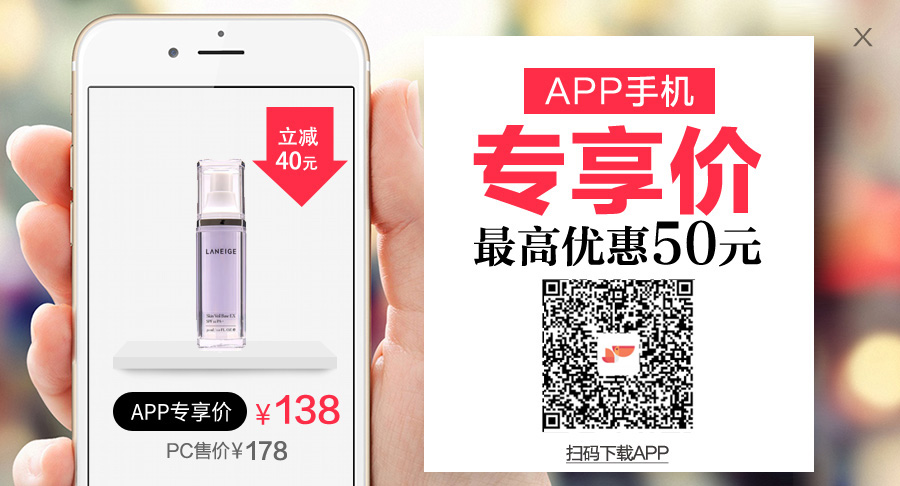 立减
40元
LANEIGE
APP专享价 ¥138
PC售价¥178
X
APP手机
专享价
最高优惠50元
扫码下载APP